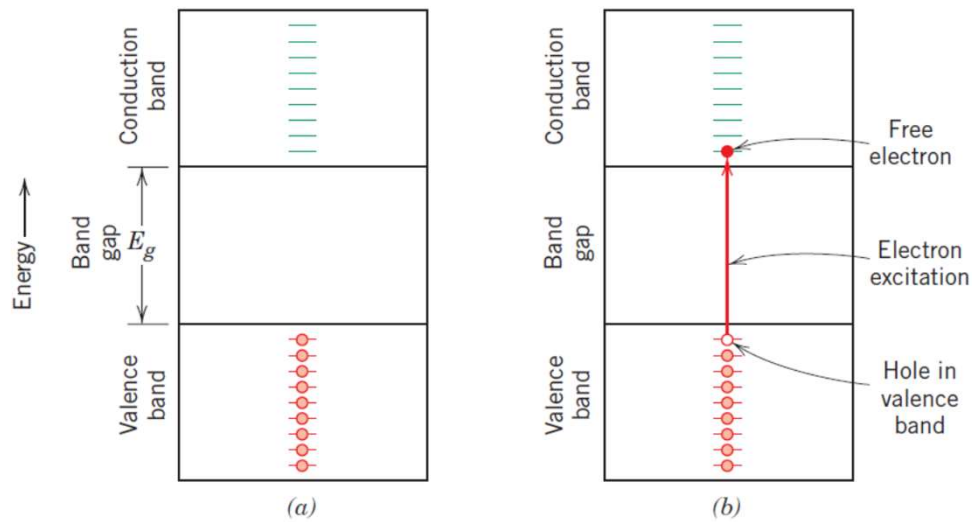 Energy
Conduction
band
Band
gap
E_g
Valence
band
(a)
Conduction
band
Band
gap
Valence
band
Free
electron
Electron
excitation
Hole in
valence
band
(b)